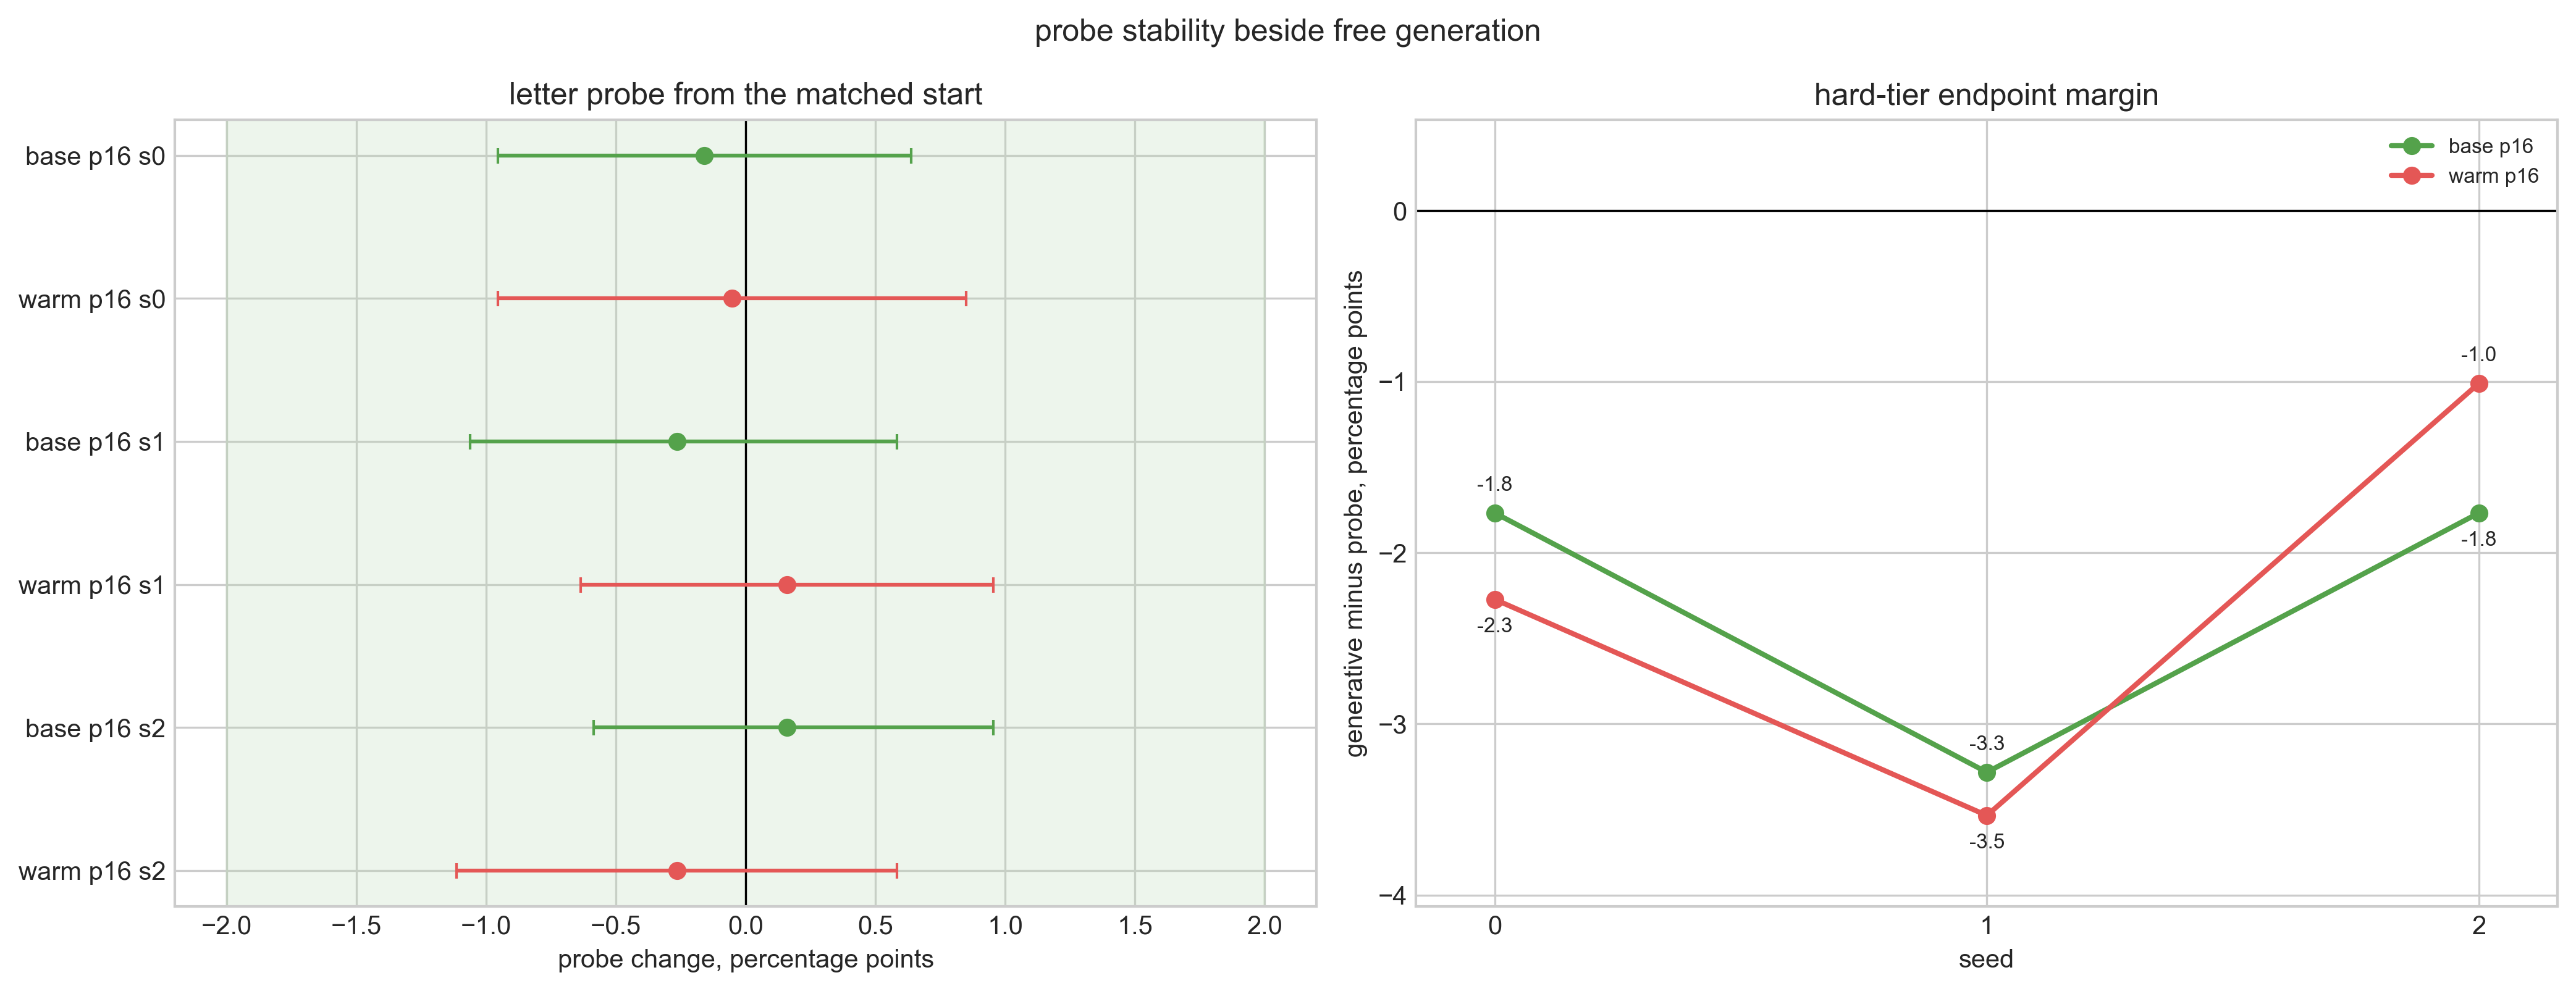 probe stability beside free generation
letter probe from the matched start
base p16 s0
warm p16 s0
base p16 s1
warm p16 s1
base p16 s2
warm p16 s2
−2.0 −1.5 −1.0 −0.5 0.0 0.5 1.0 1.5 2.0
probe change, percentage points
hard-tier endpoint margin
generative minus probe, percentage points
base p16
warm p16
0
−1
−2
−3
−4
-1.8
-2.3
-3.3
-3.5
-1.0
-1.8
0 1 2
seed